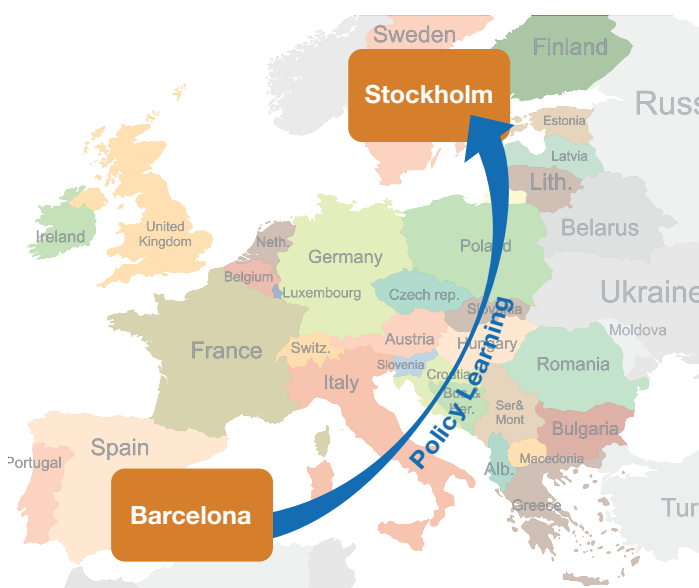 Sweden
Finland
Stockholm
Russ
Estonia
Latvia
Lith.
Belarus
Ireland
United
Kingdom
Neth.
Germany
Poland
Belgium
Luxembourg
Czech rep.
Ukraine
Slovakia
Moldova
France
Switz.
Austria
Hungary
Slovenia
Romania
Italy
Croatia
Bos &
Her.
Ser&
Mont
Policy Learning
Bulgaria
Spain
Portugal
Macedonia
Alb.
Greece
Tur
Barcelona